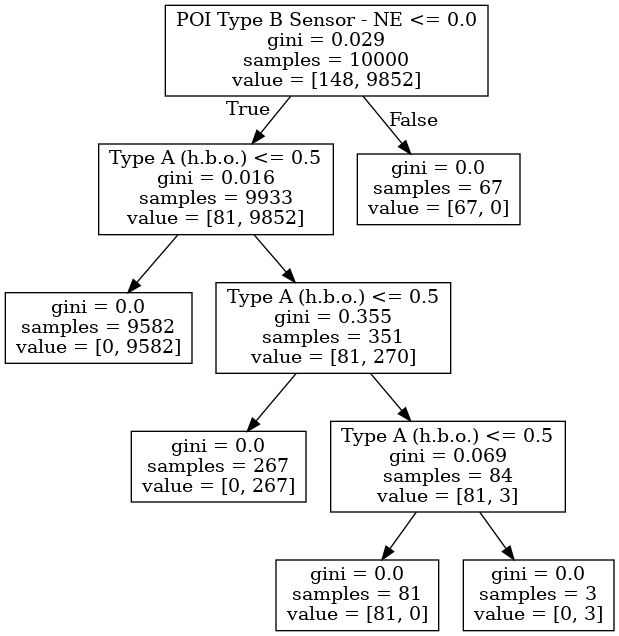 POI Type B Sensor - NE <= 0.0
gini = 0.029
samples = 10000
value = [148, 9852]
True
False
Type A (h.b.o.) <= 0.5
gini = 0.016
samples = 9933
value = [81, 9852]
gini = 0.0
samples = 67
value = [67, 0]
gini = 0.0
samples = 9582
value = [0, 9582]
Type A (h.b.o.) <= 0.5
gini = 0.355
samples = 351
value = [81, 270]
gini = 0.0
samples = 267
value = [0, 267]
Type A (h.b.o.) <= 0.5
gini = 0.069
samples = 84
value = [81, 3]
gini = 0.0
samples = 81
value = [81, 0]
gini = 0.0
samples = 3
value = [0, 3]